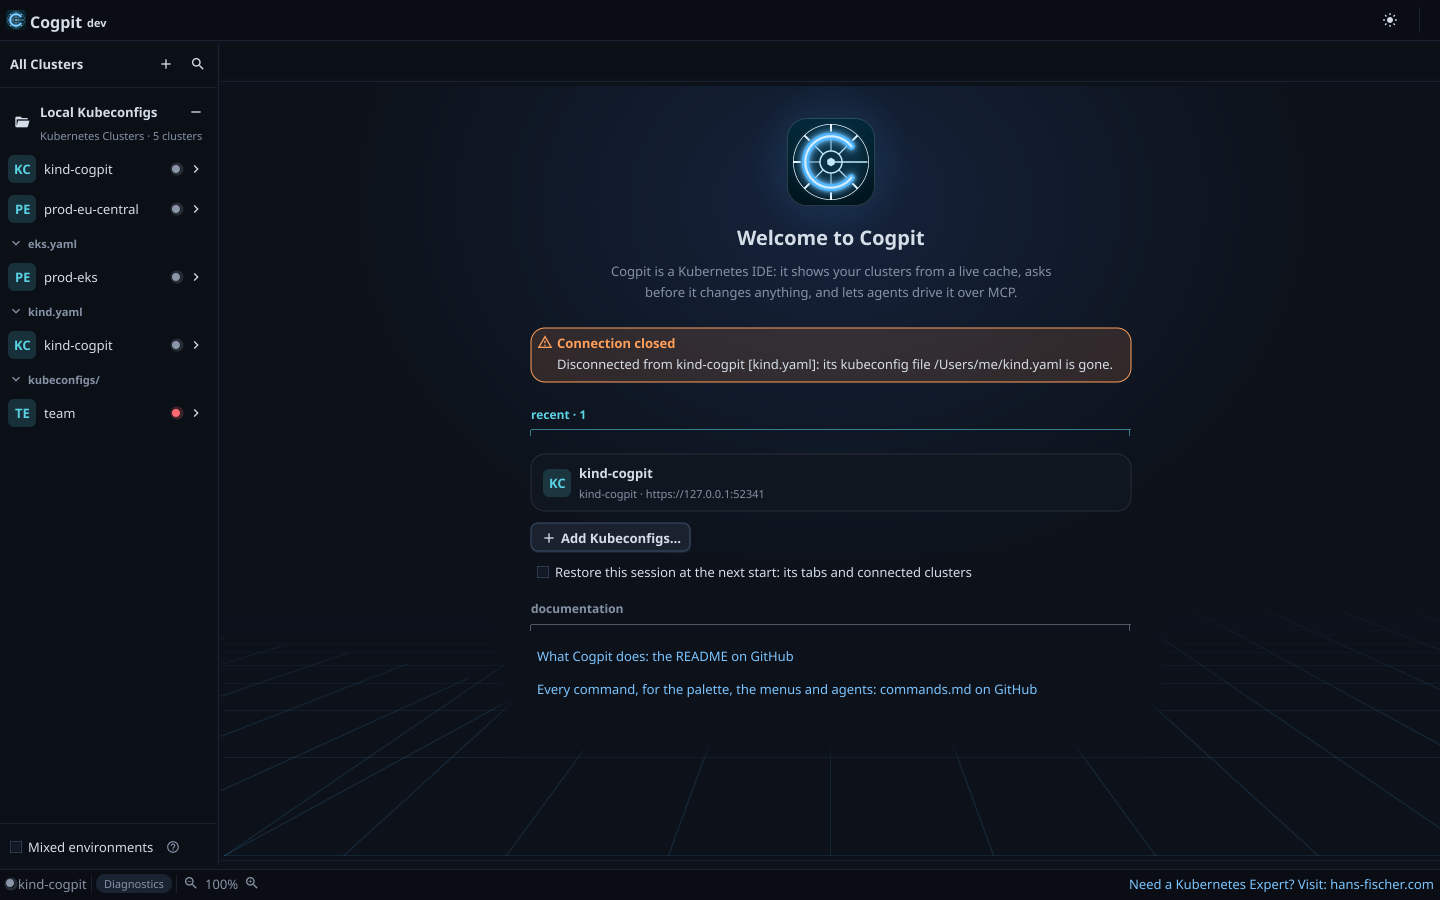 Cogpit dev
All Clusters
Local Kubeconfigs
Kubernetes Clusters · 5 clusters
KC kind-cogpit
PE prod-eu-central
eks.yaml
PE prod-eks
kind.yaml
KC kind-cogpit
kubeconfigs/
TE team
Mixed environments
Welcome to Cogpit
Cogpit is a Kubernetes IDE: it shows your clusters from a live cache, asks
before it changes anything, and lets agents drive it over MCP.
Connection closed
Disconnected from kind-cogpit [kind.yaml]: its kubeconfig file /Users/me/kind.yaml is gone.
recent · 1
KC kind-cogpit
kind-cogpit · https://127.0.0.1:52341
Add Kubeconfigs...
Restore this session at the next start: its tabs and connected clusters
documentation
What Cogpit does: the README on GitHub
Every command, for the palette, the menus and agents: commands.md on GitHub
kind-cogpit Diagnostics 100% Need a Kubernetes Expert? Visit: hans-fischer.com